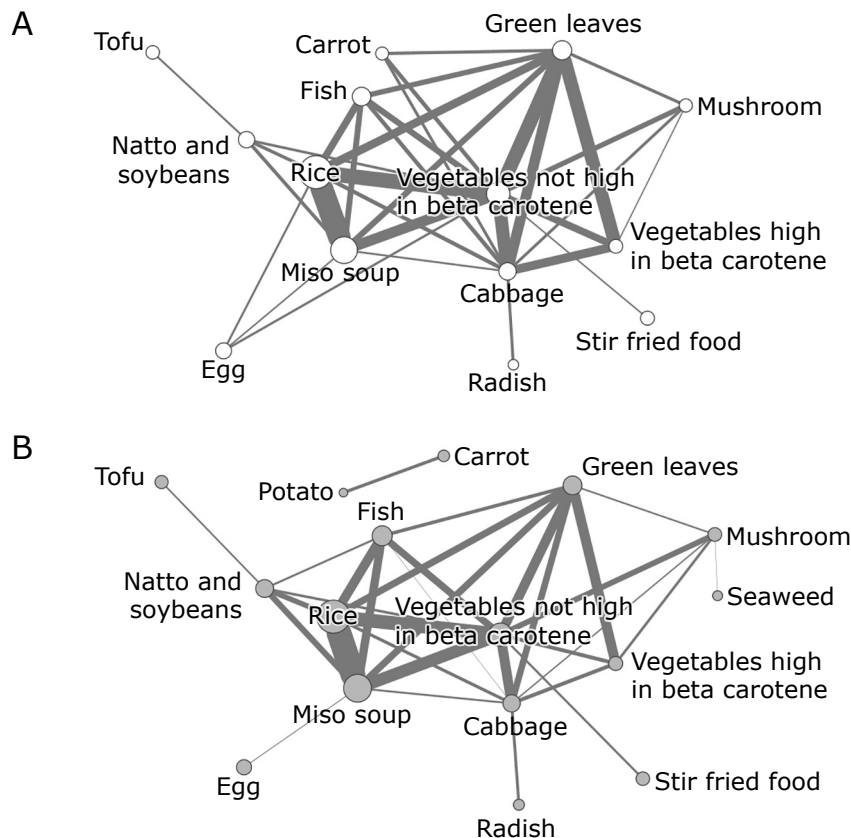 A
Green leaves
Tofu
Carrot
Fish
Mushroom
Natto and
soybeans
Rice
Vegetables not high
in beta carotene
Vegetables high
in beta carotene
Miso soup
Cabbage
Stir fried food
Egg
Radish
B
Carrot
Green leaves
Tofu
Potato
Fish
Mushroom
Natto and
soybeans
Seaweed
Rice
Vegetables not high
in beta carotene
Vegetables high
in beta carotene
Miso soup
Cabbage
Egg
Stir fried food
Radish